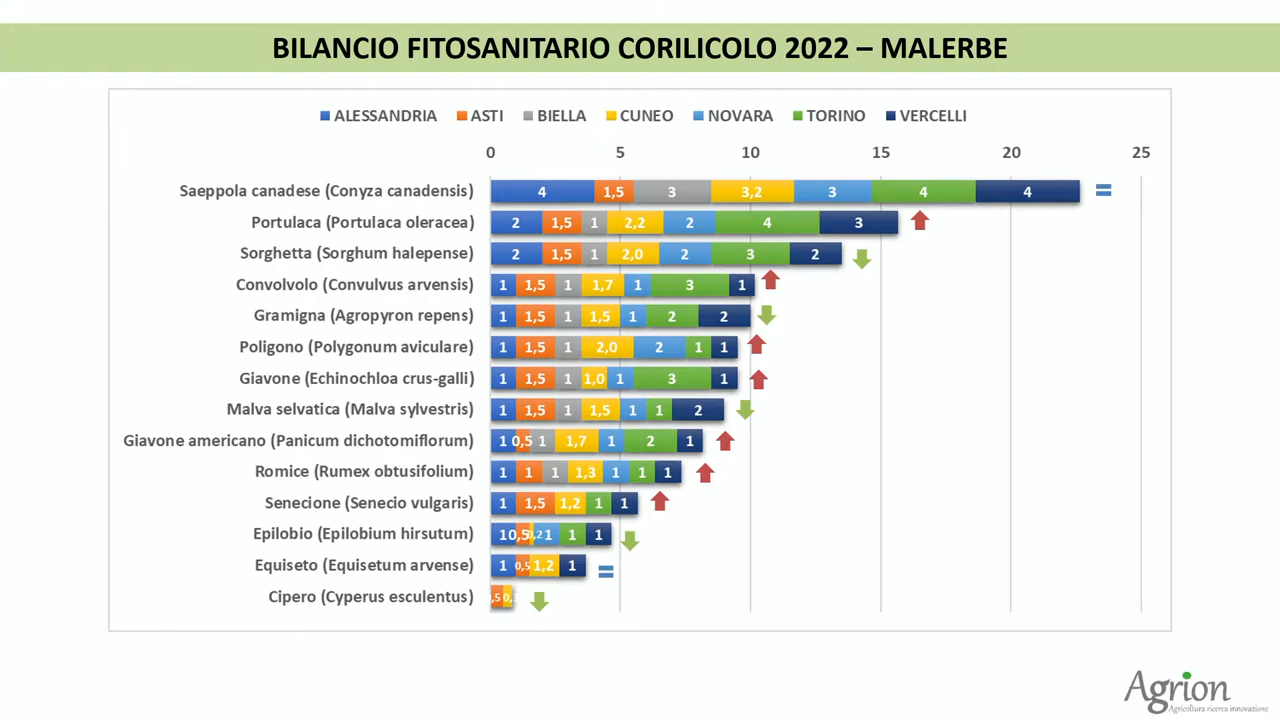 BILANCIO FITOSANITARIO CORILICOLO 2022 – MALERBE
ALESSANDRIA ASTI BIELLA CUNEO NOVARA TORINO VERCELLI
0 5 10 15 20 25
Saeppola canadese (Conyza canadensis) 4 1,5 3 3,2 3 4 4 =
Portulaca (Portulaca oleracea) 2 1,5 1 2,2 2 4 3
Sorghetta (Sorghum halepense) 2 1,5 1 2,0 2 3 2
Convolvolo (Convulvus arvensis) 1 1,5 1 1,7 1 3 1
Gramigna (Agropyron repens) 1 1,5 1 1,5 1 2 2
Poligono (Polygonum aviculare) 1 1,5 1 2,0 2 1 1
Giavone (Echinochloa crus-galli) 1 1,5 1 1,0 1 3 1
Malva selvatica (Malva sylvestris) 1 1,5 1 1,5 1 1 2
Giavone americano (Panicum dichotomiflorum) 1 0,5 1 1,7 1 2 1
Romice (Rumex obtusifolium) 1 1 1 1,3 1 1 1
Senecione (Senecio vulgaris) 1 1,5 1,2 1 1
Epilobio (Epilobium hirsutum) 1 0,5 0,2 1 1 1
Equiseto (Equisetum arvense) 1 0,5 1,2 1 =
Cipero (Cyperus esculentus)
Agrion
Agricoltura ricerca innovazione